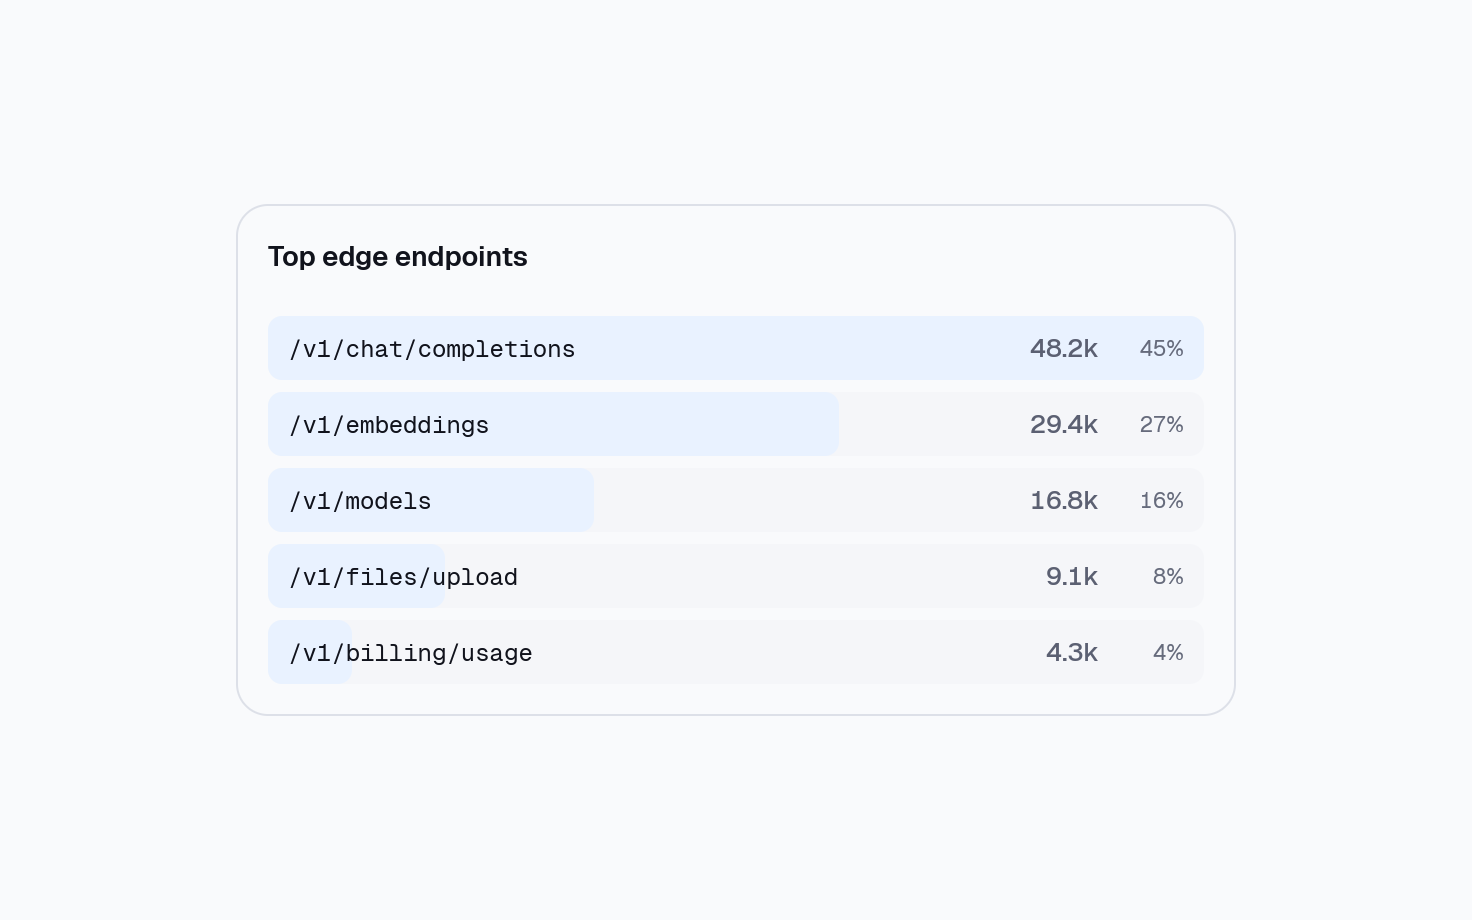 Top edge endpoints
/v1/chat/completions 48.2k 45%
/v1/embeddings 29.4k 27%
/v1/models 16.8k 16%
/v1/files/upload 9.1k 8%
/v1/billing/usage 4.3k 4%